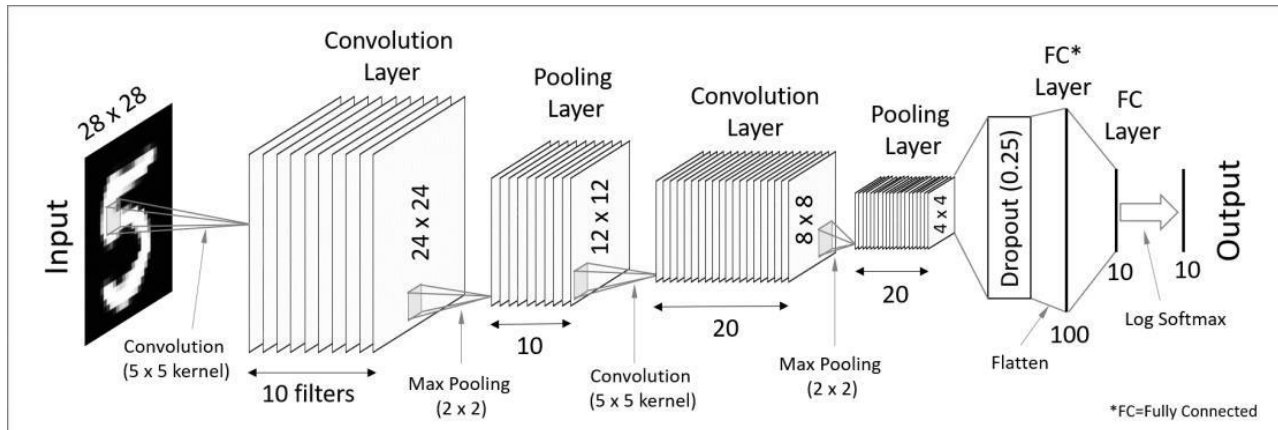 Input
28 x 28
Convolution
(5 x 5 kernel)
Convolution
Layer
24 x 24
10 filters
Max Pooling
(2 x 2)
Pooling
Layer
12 x 12
10
Convolution
(5 x 5 kernel)
Convolution
Layer
8 x 8
20
Max Pooling
(2 x 2)
Pooling
Layer
4 x 4
20
Dropout (0.25)
Flatten
FC*
Layer
100
FC
Layer
10
Log Softmax
10
Output
*FC=Fully Connected